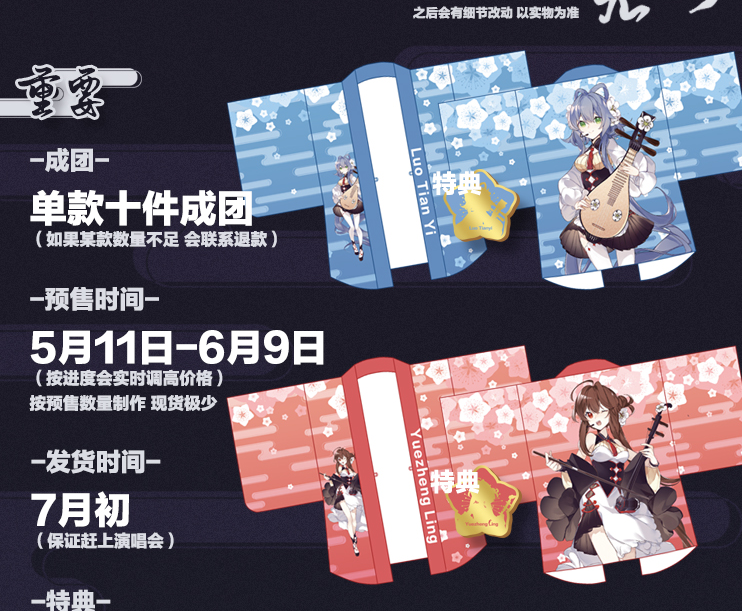 之后会有细节改动 以实物为准
重要
-成团-
单款十件成团
（如果某款数量不足 会联系退款）
Luo Tian Yi
特典
Luo Tianyi
-预售时间-
5月11日-6月9日
（按进度会实时调高价格）
按预售数量制作 现货极少
Yuezheng Ling
特典
Yuezheng Ling
-发货时间-
7月初
（保证赶上演唱会）
-特典-